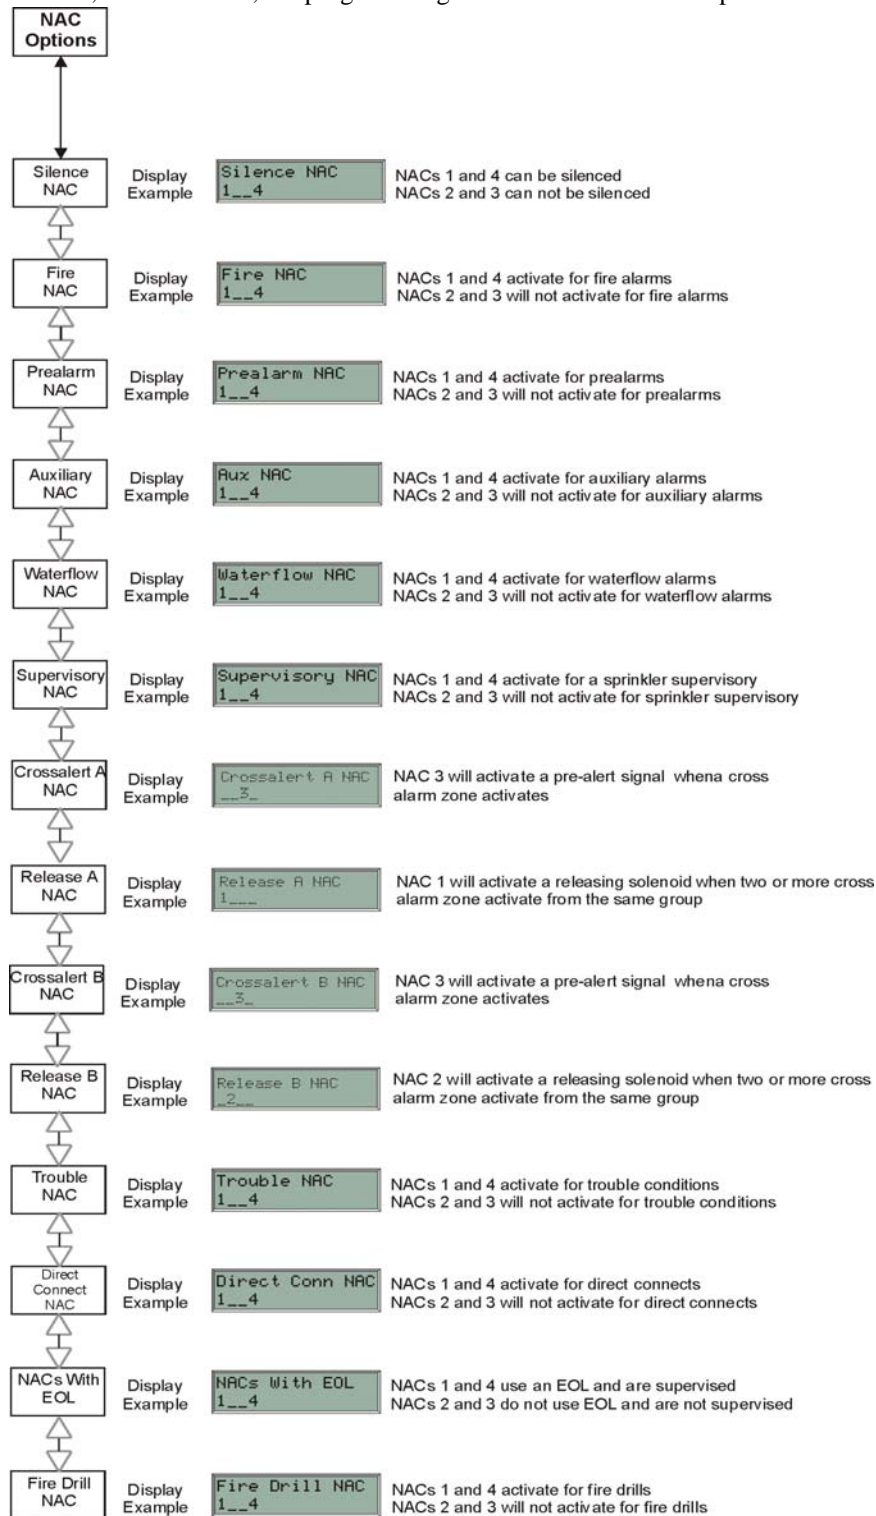 NAC
Options
Silence
NAC
Display
Example
Silence NAC
1__4
NACs 1 and 4 can be silenced
NACs 2 and 3 can not be silenced
Fire
NAC
Display
Example
Fire NAC
1__4
NACs 1 and 4 activate for fire alarms
NACs 2 and 3 will not activate for fire alarms
Prealarm
NAC
Display
Example
Prealarm NAC
1__4
NACs 1 and 4 activate for prealarms
NACs 2 and 3 will not activate for prealarms
Auxiliary
NAC
Display
Example
Aux NAC
1__4
NACs 1 and 4 activate for auxiliary alarms
NACs 2 and 3 will not activate for auxiliary alarms
Waterflow
NAC
Display
Example
Waterflow NAC
1__4
NACs 1 and 4 activate for waterflow alarms
NACs 2 and 3 will not activate for waterflow alarms
Supervisory
NAC
Display
Example
Supervisory NAC
1__4
NACs 1 and 4 activate for a sprinkler supervisory
NACs 2 and 3 will not activate for sprinkler supervisory
Crossalert A
NAC
Display
Example
Crossalert A NAC
__3_
NAC 3 will activate a pre-alert signal whena cross
alarm zone activates
Release A
NAC
Display
Example
Release A NAC
1___
NAC 1 will activate a releasing solenoid when two or more cross
alarm zone activate from the same group
Crossalert B
NAC
Display
Example
Crossalert B NAC
__3_
NAC 3 will activate a pre-alert signal whena cross
alarm zone activates
Release B
NAC
Display
Example
Release B NAC
_2__
NAC 2 will activate a releasing solenoid when two or more cross
alarm zone activate from the same group
Trouble
NAC
Display
Example
Trouble NAC
1__4
NACs 1 and 4 activate for trouble conditions
NACs 2 and 3 will not activate for trouble conditions
Direct
Connect
NAC
Display
Example
Direct Conn NAC
1__4
NACs 1 and 4 activate for direct connects
NACs 2 and 3 will not activate for direct connects
NACs With
EOL
Display
Example
NACs With EOL
1__4
NACs 1 and 4 use an EOL and are supervised
NACs 2 and 3 do not use EOL and are not supervised
Fire Drill
NAC
Display
Example
Fire Drill NAC
1__4
NACs 1 and 4 activate for fire drills
NACs 2 and 3 will not activate for fire drills